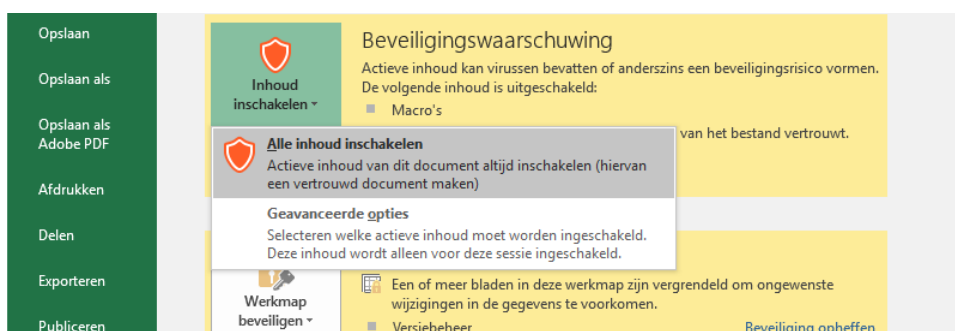 Opslaan
Opslaan als
Opslaan als
Adobe PDF
Afdrukken
Delen
Exporteren
Publiceren
Inhoud
inschakelen
Beveiligingswaarschuwing
Actieve inhoud kan virussen bevatten of anderszins een beveiligingsrisico vormen.
De volgende inhoud is uitgeschakeld:
Macro's
van het bestand vertrouwt.
Alle inhoud inschakelen
Actieve inhoud van dit document altijd inschakelen (hiervan
een vertrouwd document maken)
Geavanceerde opties
Selecteren welke actieve inhoud moet worden ingeschakeld.
Deze inhoud wordt alleen voor deze sessie ingeschakeld.
Werkmap
beveiligen
Een of meer bladen in deze werkmap zijn vergrendeld om ongewenste
wijzigingen in de gegevens te voorkomen.
Versiebeheer
Beveiliging opheffen